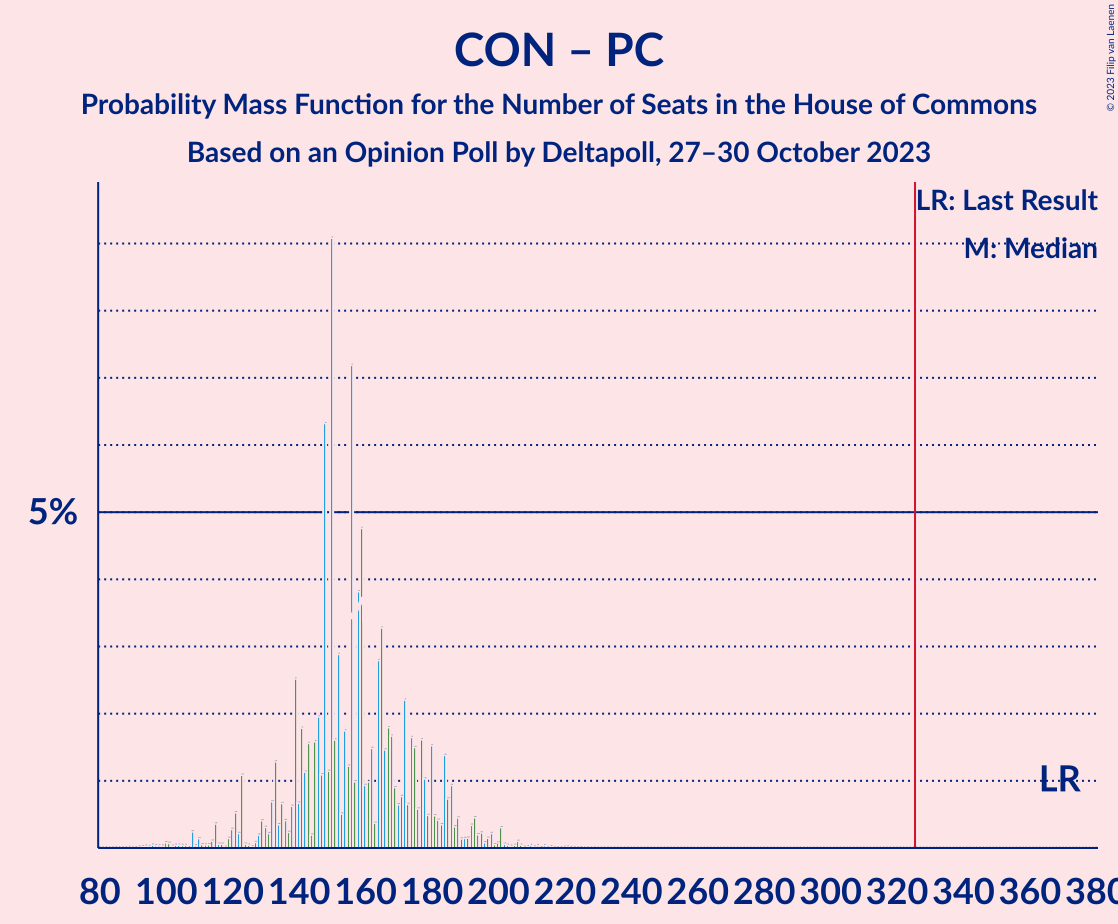 CON – PC
Probability Mass Function for the Number of Seats in the House of Commons
Based on an Opinion Poll by Deltapoll, 27–30 October 2023
© 2023 Filip van Laenen
LR: Last Result
M: Median
5%
LR
80 100 120 140 160 180 200 220 240 260 280 300 320 340 360 380